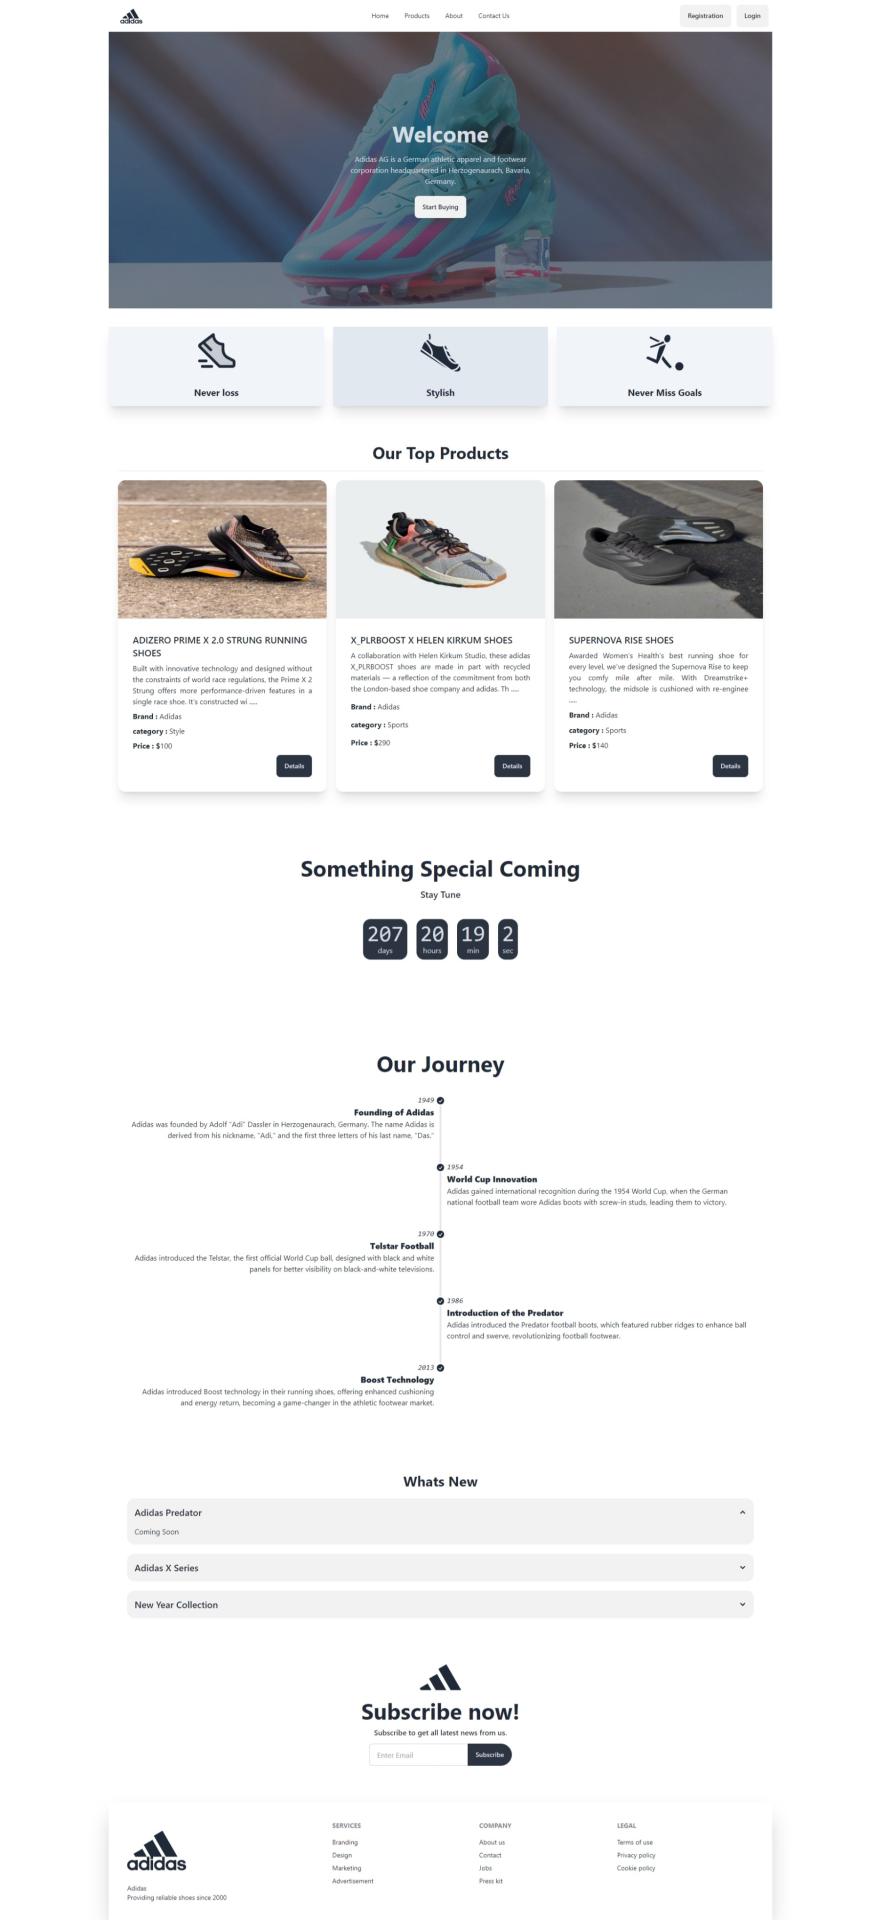 adidas
Home
Products
About
Contact Us
Registration
Login
Welcome
Adidas AG is a German athletic apparel and footwear
corporation headquartered in Herzogenaurach, Bavaria,
Germany.
Start Buying
Never loss
Stylish
Never Miss Goals
Our Top Products
ADIZERO PRIME X 2.0 STRUNG RUNNING
SHOES
Built with innovative technology and designed without
the constraints of world race regulations, the Prime X 2
Strung offers more performance-driven features in a
single race shoe. It's constructed wi .....
Brand : Adidas
category : Style
Price : $100
Details
X_PLRBOOST X HELEN KIRKUM SHOES
A collaboration with Helen Kirkum Studio, these adidas
X_PLRBOOST shoes are made in part with recycled
materials — a reflection of the commitment from both
the London-based shoe company and adidas. Th .....
Brand : Adidas
category : Sports
Price : $290
Details
SUPERNOVA RISE SHOES
Awarded Women's Health's best running shoe for
every level, we've designed the Supernova Rise to keep
you comfy mile after mile. With Dreamstrike+
technology, the midsole is cushioned with re-enginee
.....
Brand : Adidas
category : Sports
Price : $140
Details
Something Special Coming
Stay Tune
207
days
20
hours
19
min
2
sec
Our Journey
1949
Founding of Adidas
Adidas was founded by Adolf "Adi" Dassler in Herzogenaurach, Germany. The name Adidas is
derived from his nickname, "Adi," and the first three letters of his last name, "Das."
1954
World Cup Innovation
Adidas gained international recognition during the 1954 World Cup, when the German
national football team wore Adidas boots with screw-in studs, leading them to victory.
1970
Telstar Football
Adidas introduced the Telstar, the first official World Cup ball, designed with black and white
panels for better visibility on black-and-white televisions.
1986
Introduction of the Predator
Adidas introduced the Predator football boots, which featured rubber ridges to enhance ball
control and swerve, revolutionizing football footwear.
2013
Boost Technology
Adidas introduced Boost technology in their running shoes, offering enhanced cushioning
and energy return, becoming a game-changer in the athletic footwear market.
Whats New
Adidas Predator
Coming Soon
Adidas X Series
New Year Collection
Subscribe now!
Subscribe to get all latest news from us.
Enter Email
Subscribe
adidas
Adidas
Providing reliable shoes since 2000
SERVICES
Branding
Design
Marketing
Advertisement
COMPANY
About us
Contact
Jobs
Press kit
LEGAL
Terms of use
Privacy policy
Cookie policy